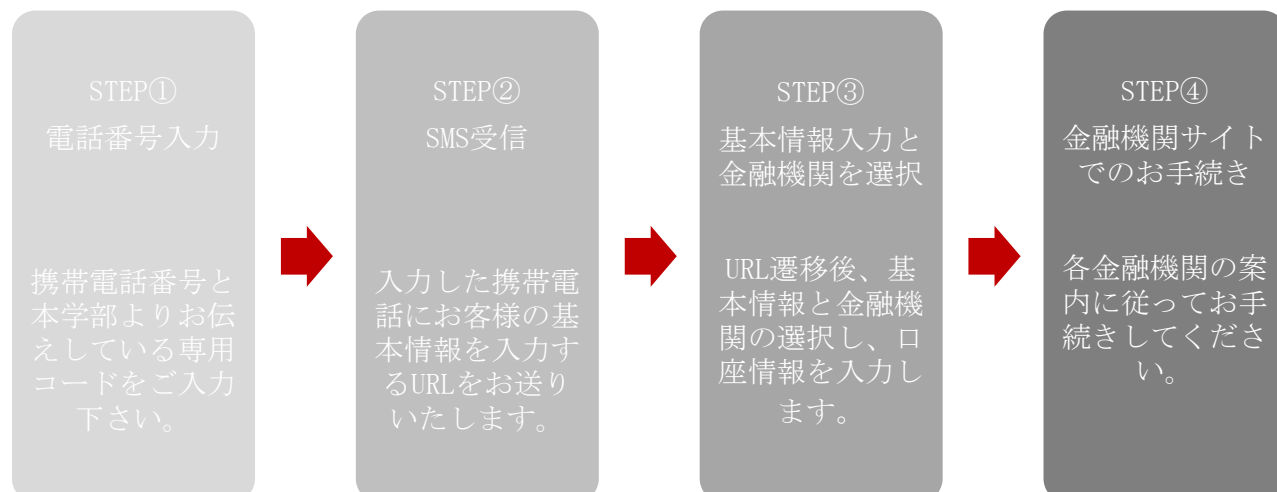 STEP①
電話番号入力
携帯電話番号と
本学部よりお伝
えしている専用
コードをご入力
下さい。
STEP②
SMS受信
入力した携帯電
話にお客様の基
本情報を入力す
るURLをお送り
いたします。
STEP③
基本情報入力と
金融機関を選択
URL遷移後、基
本情報と金融機
関の選択し、口
座情報を入力し
ます。
STEP④
金融機関サイト
でのお手続き
各金融機関の案
内に従ってお手
続きしてくださ
い。